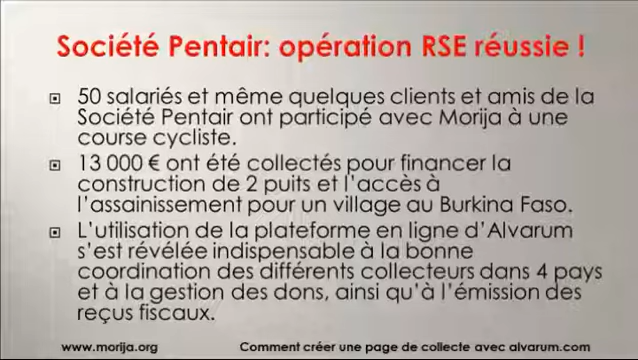 Société Pentair: opération RSE réussie !
50 salariés et même quelques clients et amis de la
Société Pentair ont participé avec Morija à une
course cycliste.
13 000 € ont été collectés pour financer la
construction de 2 puits et l'accès à
l'assainissement pour un village au Burkina Faso.
L'utilisation de la plateforme en ligne d'Alvarum
s'est révélée indispensable à la bonne
coordination des différents collecteurs dans 4 pays
et à la gestion des dons, ainsi qu'à l'émission des
reçus fiscaux.
www.morija.org Comment créer une page de collecte avec alvarum.com